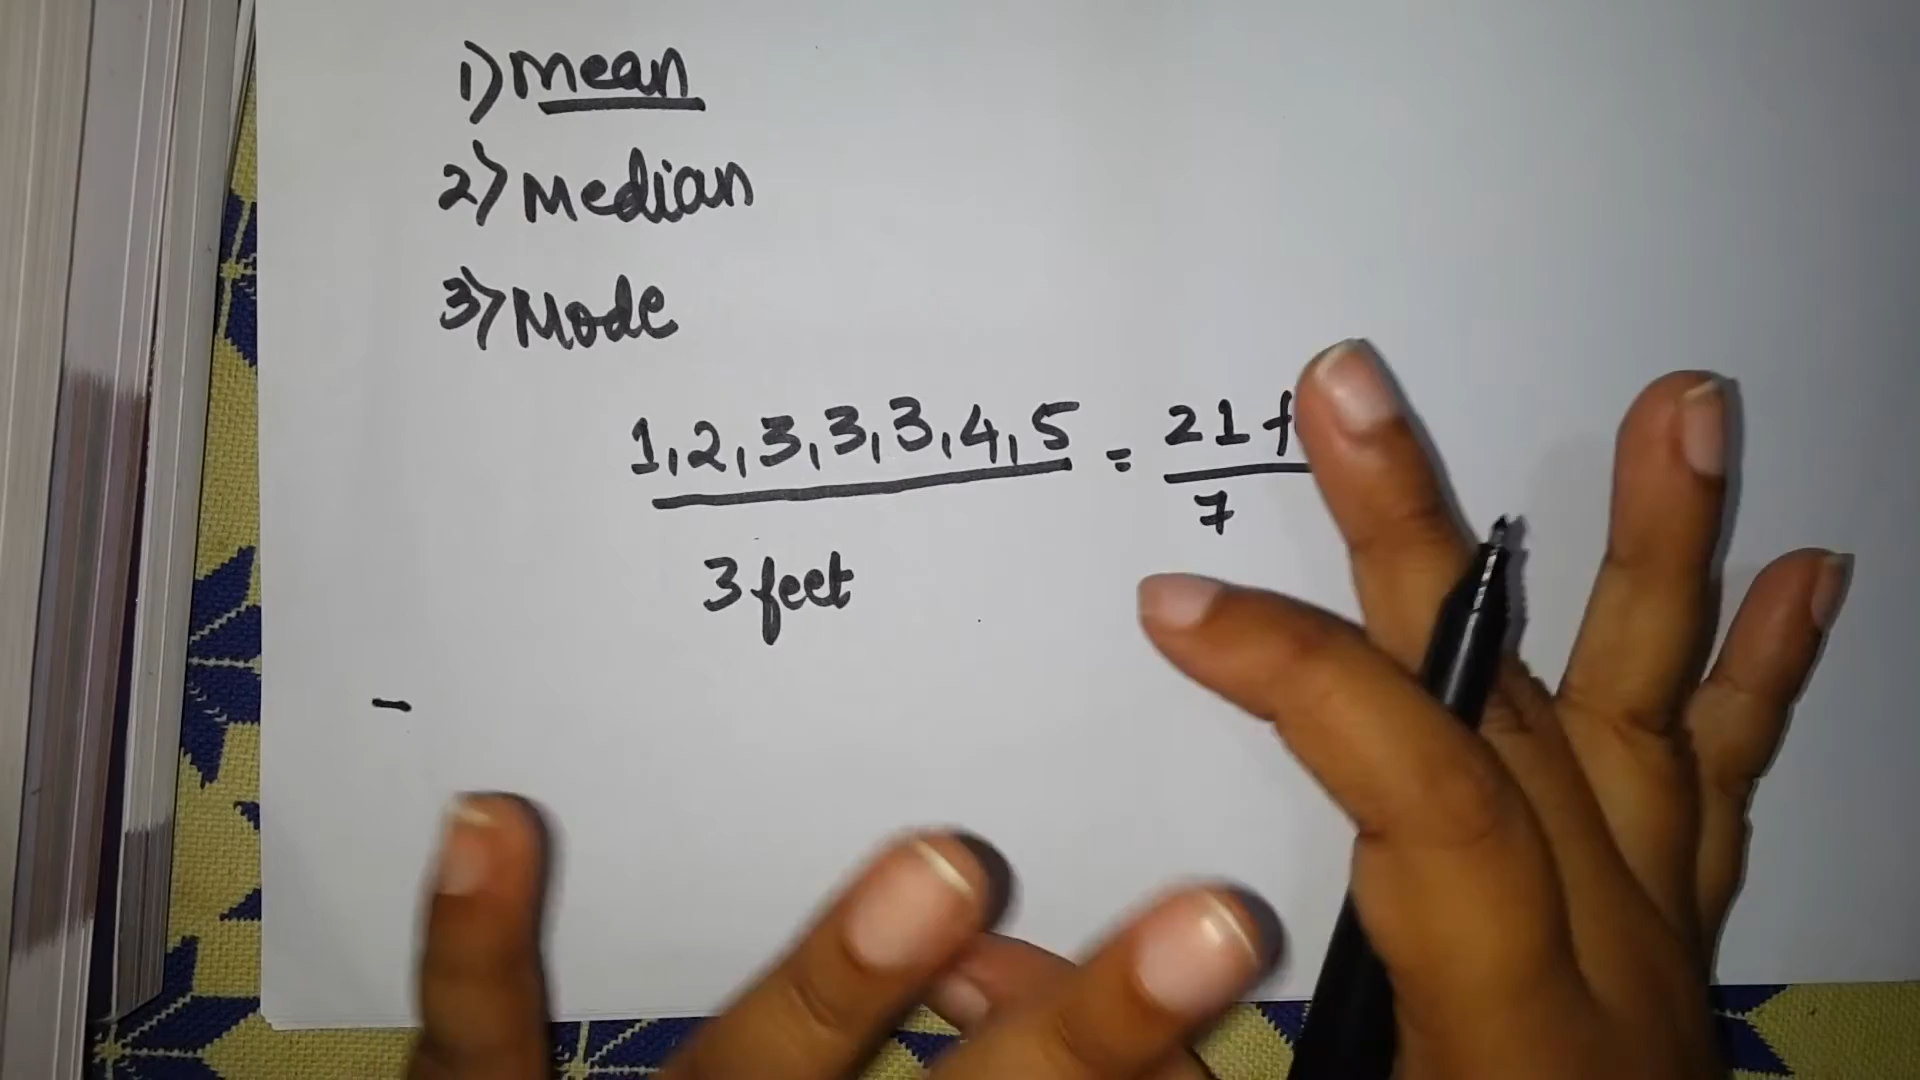 1) Mean
2) Median
3) Mode
1,2,3,3,3,4,5 = 21
7
3 feet
-